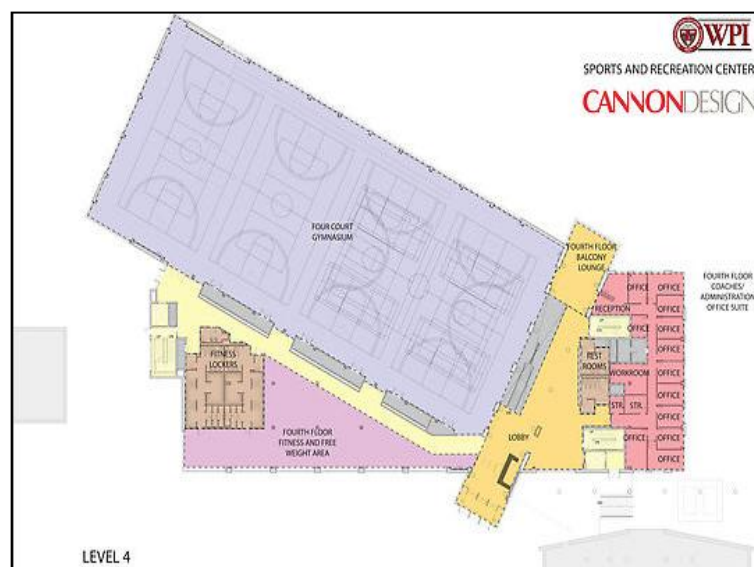 WPI
SPORTS AND RECREATION CENTER
CANNONDESIGN
FOUR COURT
GYMNASIUM
FOURTH FLOOR
BALCONY
LOUNGE
FOURTH FLOOR
COACHES/
ADMINISTRATION
OFFICE SUITE
OFFICE
OFFICE
RECEPTION
OFFICE
OFFICE
OFFICE
OFFICE
REST
ROOMS
WORKROOM
OFFICE
OFFICE
STR.
STR.
OFFICE
OFFICE
OFFICE
OFFICE
OFFICE
FITNESS
LOCKERS
FOURTH FLOOR
FITNESS AND FREE
WEIGHT AREA
LOBBY
LEVEL 4